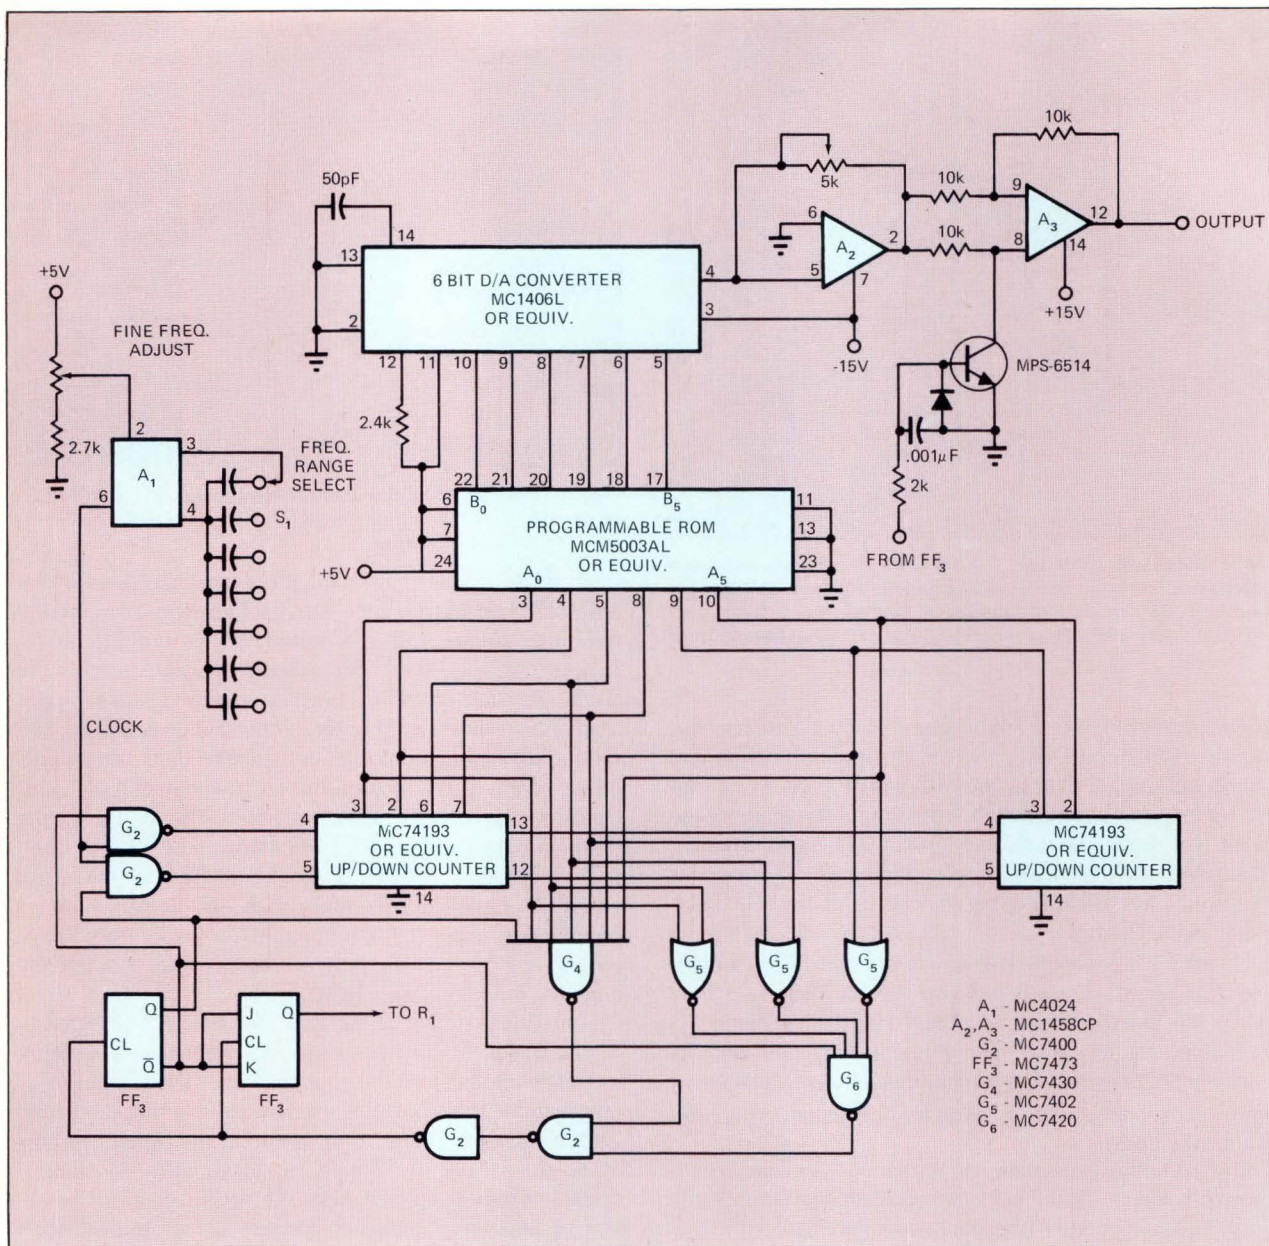 10k
50pF
5k
10k
9
12
A3
OUTPUT
14
6
A2
2
10k
8
14
13
4
5
7
+5V
6 BIT D/A CONVERTER
MC1406L
OR EQUIV.
3
+15V
FINE FREQ.
ADJUST
2
-15V
12
11
10
9
8
7
6
5
MPS-6514
2.4k
2
3
FREQ.
RANGE
SELECT
.001µF
2.7k
A1
6
4
S1
22
21
20
19
18
17
2k
6
B0
B5
11
7
PROGRAMMABLE ROM
MCM5003AL
OR EQUIV.
13
FROM FF3
+5V
24
A0
A5
23
3
4
5
8
9
10
CLOCK
3
2
6
7
3
2
G2
4
MC74193
OR EQUIV.
UP/DOWN COUNTER
13
4
MC74193
OR EQUIV.
UP/DOWN COUNTER
G2
5
12
5
14
14
G4
G5
G5
G5
Q
J
Q
TO R1
CL
CL
Q
K
FF3
FF3
G6
G2
G2
A1 - MC4024
A2,A3 - MC1458CP
G2 - MC7400
FF3 - MC7473
G4 - MC7430
G5 - MC7402
G6 - MC7420